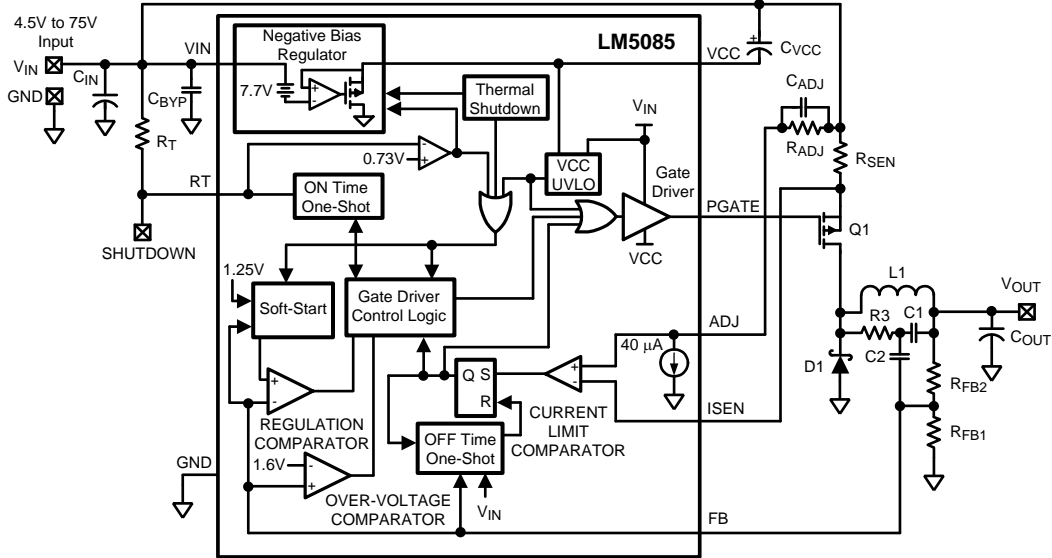 4.5V to 75V
Input
VIN
GND
CIN
CBYP
RT
RT
SHUTDOWN
VIN
Negative Bias
Regulator
7.7V
LM5085
Thermal
Shutdown
0.73V
ON Time
One-Shot
VCC
UVLO
VIN
Gate
Driver
VCC
VCC
CVCC
CADJ
RADJ
RSEN
PGATE
Q1
1.25V
Soft-Start
Gate Driver
Control Logic
+
-
REGULATION
COMPARATOR
1.6V
-
+
OVER-VOLTAGE
COMPARATOR
Q S
R
OFF Time
One-Shot
VIN
+
-
CURRENT
LIMIT
COMPARATOR
40 μA
ADJ
ISEN
FB
GND
L1
R3
C1
C2
D1
VOUT
COUT
RFB2
RFB1